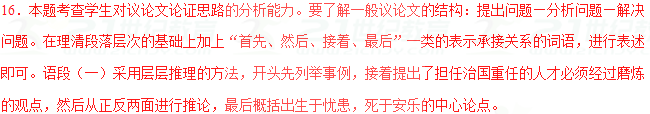 16．本题考查学生对议论文论证思路的分析能力。要了解一般议论文的结构：提出问题—分析问题—解决
问题。在理清段落层次的基础上加上“首先、然后、接着、最后”一类的表示承接关系的词语，进行表述
即可。语段（一）采用层层推理的方法，开头先列举事例，接着提出了担任治国重任的人才必须经过磨炼
的观点，然后从正反两面进行推论，最后概括出生于忧患，死于安乐的中心论点。